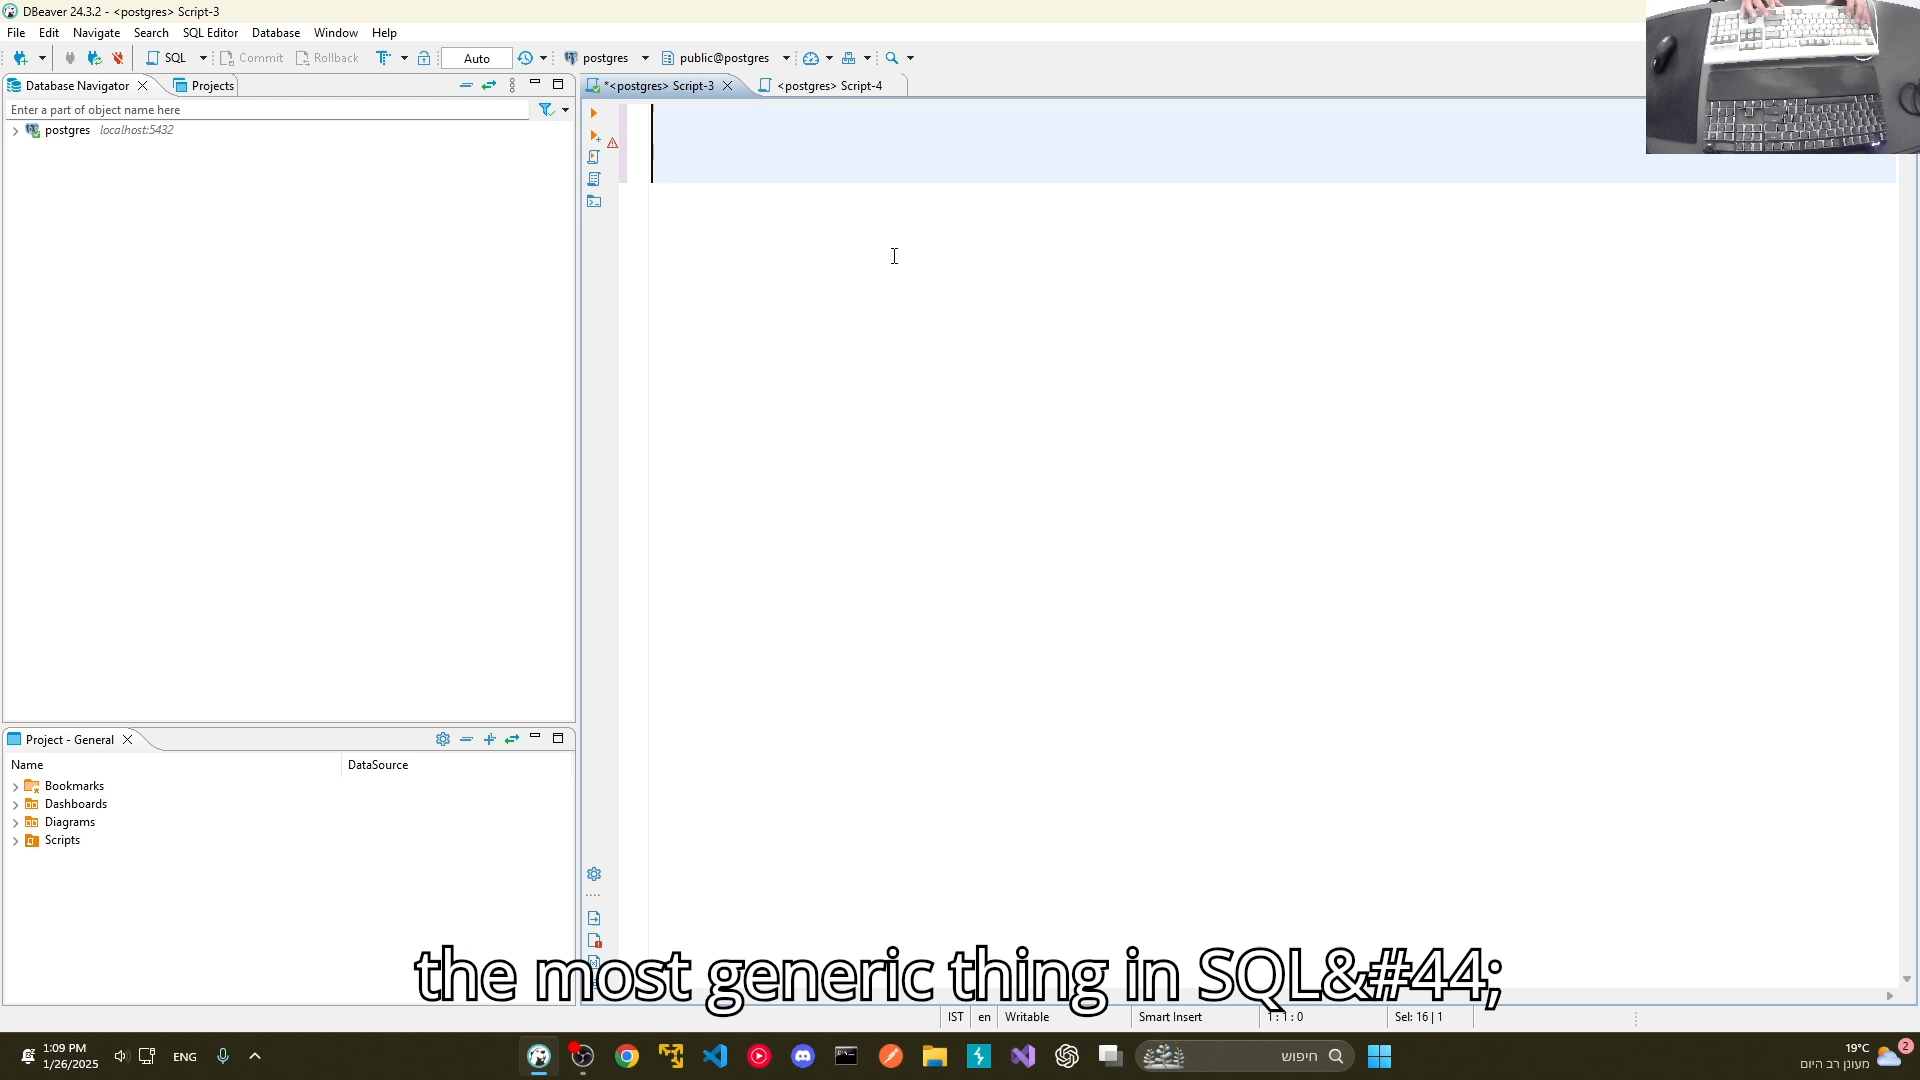 DBeaver 24.3.2 - <postgres> Script-3
File Edit Navigate Search SQL Editor Database Window Help
SQL Commit Rollback Auto postgres public@postgres
Database Navigator Projects
*<postgres> Script-3 <postgres> Script-4
Enter a part of object name here
postgres localhost:5432
Project - General
Name DataSource
Bookmarks
Dashboards
Diagrams
Scripts
the most generic thing in SQL&#44;
IST en Writable Smart Insert 1 : 1 : 0 Sel: 16 | 1
1:09 PM
1/26/2025
ENG
חיפוש
19°C
מעונן רב היום
2